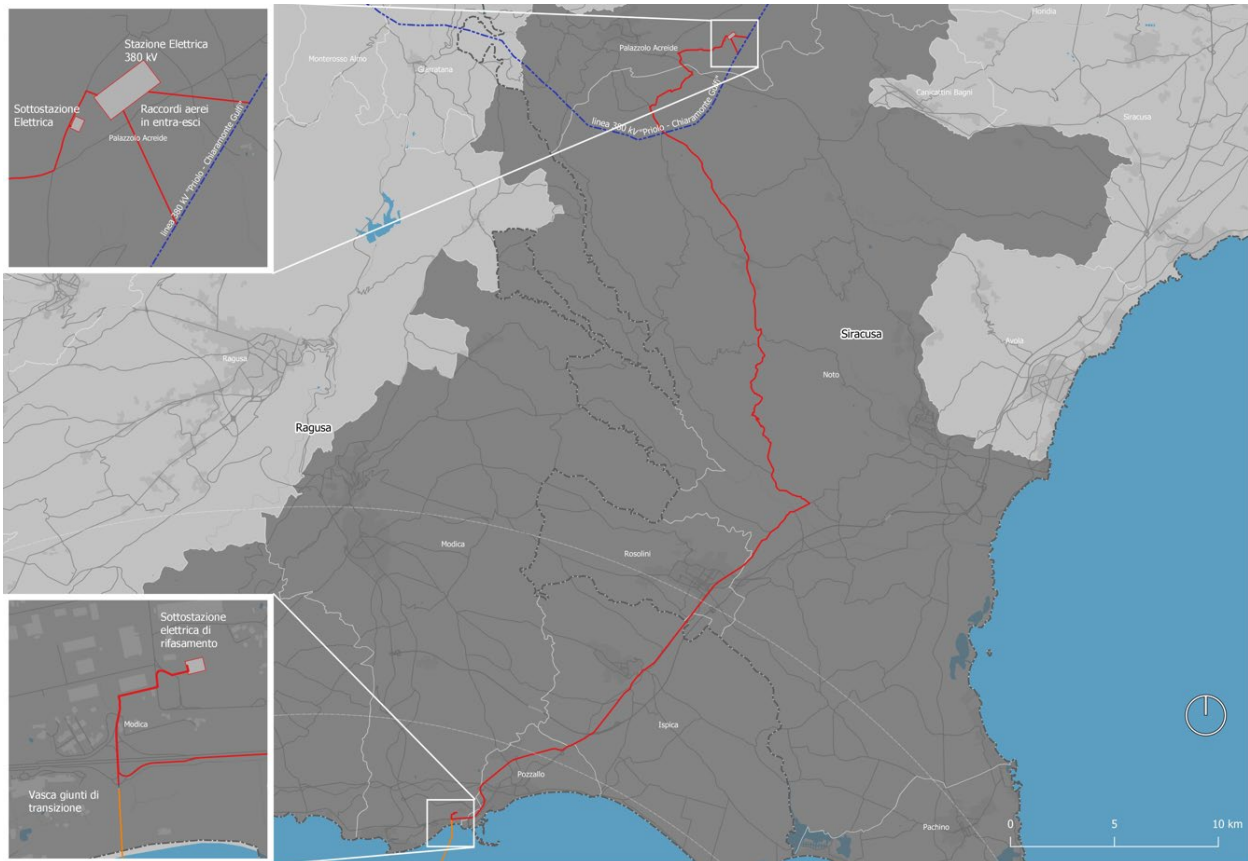 Stazione Elettrica
380 kV
Sottostazione
Elettrica
Raccordi aerei
in entra-esci
Palazzolo Acreide
linea 380 kV "Priolo - Chiaramonte Gulfi"
Floridia
Monterosso Almo
Giarratana
Palazzolo Acreide
Canicattini Bagni
Siracusa
linea 380 kV "Priolo - Chiaramonte Gulfi"
Siracusa
Avola
Ragusa
Noto
Ragusa
Modica
Rosolini
Sottostazione
elettrica di
rifasamento
Modica
Ispica
Vasca giunti di
transizione
Pozzallo
Pachino
0 5 10 km